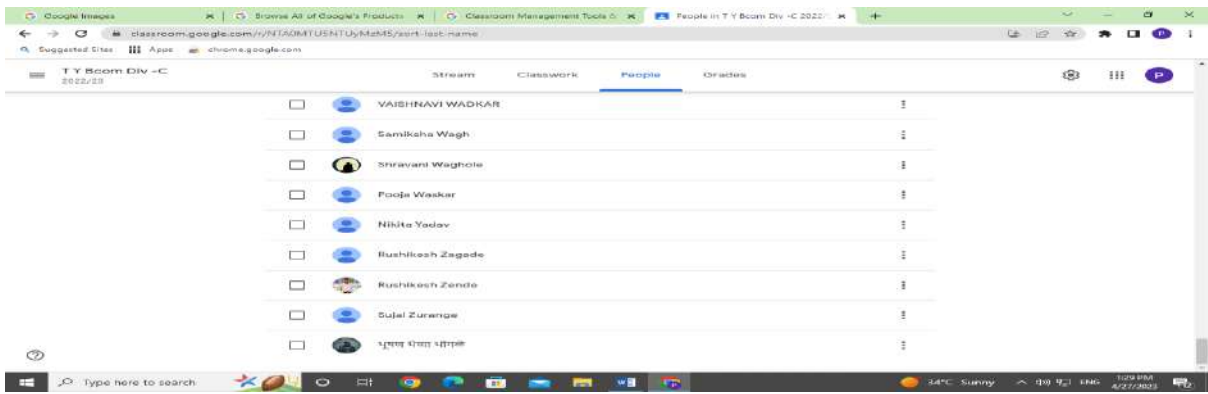 Google Images
Browse All of Google's Products
Classroom Management Tools &
People in T Y Bcom Div -C 2022/
classroom.google.com/r/NTA0MTU5NTUyMzM5/sort-last-name
Suggested Sites Apps chrome.google.com
T Y Bcom Div -C
2022/23
Stream Classwork People Grades
P
VAISHNAVI WADKAR
Samiksha Wagh
Shravani Waghole
Pooja Waskar
Nikita Yadav
Rushikesh Zagade
Rushikesh Zende
Sujal Zurange
भूषण
Type here to search
34°C Sunny
ENG
1:29 PM
4/27/2023